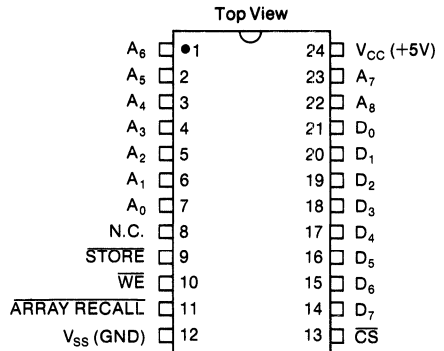 Top View
A6 1 24 VCC (+5V)
A5 2 23 A7
A4 3 22 A8
A3 4 21 D0
A2 5 20 D1
A1 6 19 D2
A0 7 18 D3
N.C. 8 17 D4
STORE 9 16 D5
WE 10 15 D6
ARRAY RECALL 11 14 D7
VSS (GND) 12 13 CS